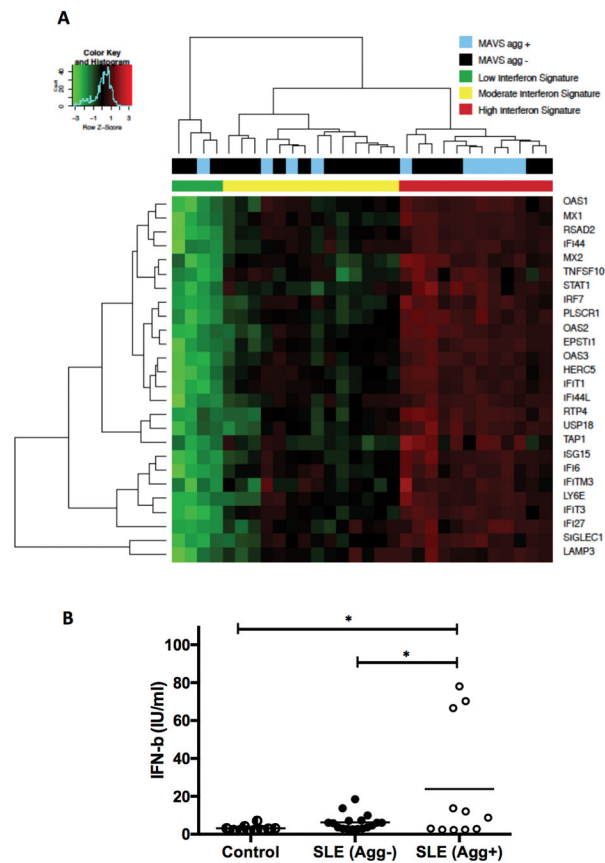 A
Color Key
and Histogram
Count
0 20 40
-3 -1 0 1 3
Row Z-Score
MAVS agg +
MAVS agg -
Low Interferon Signature
Moderate Interferon Signature
High Interferon Signature
OAS1
MX1
RSAD2
IFi44
MX2
TNFSF10
STAT1
IRF7
PLSCR1
OAS2
EPSTI1
OAS3
HERC5
IFIT1
IFi44L
RTP4
USP18
TAP1
ISG15
IFi6
IFITM3
LY6E
IFIT3
IFi27
SIGLEC1
LAMP3
B
IFN-b (IU/ml)
100
80
60
40
20
0
*
*
Control SLE (Agg-) SLE (Agg+)